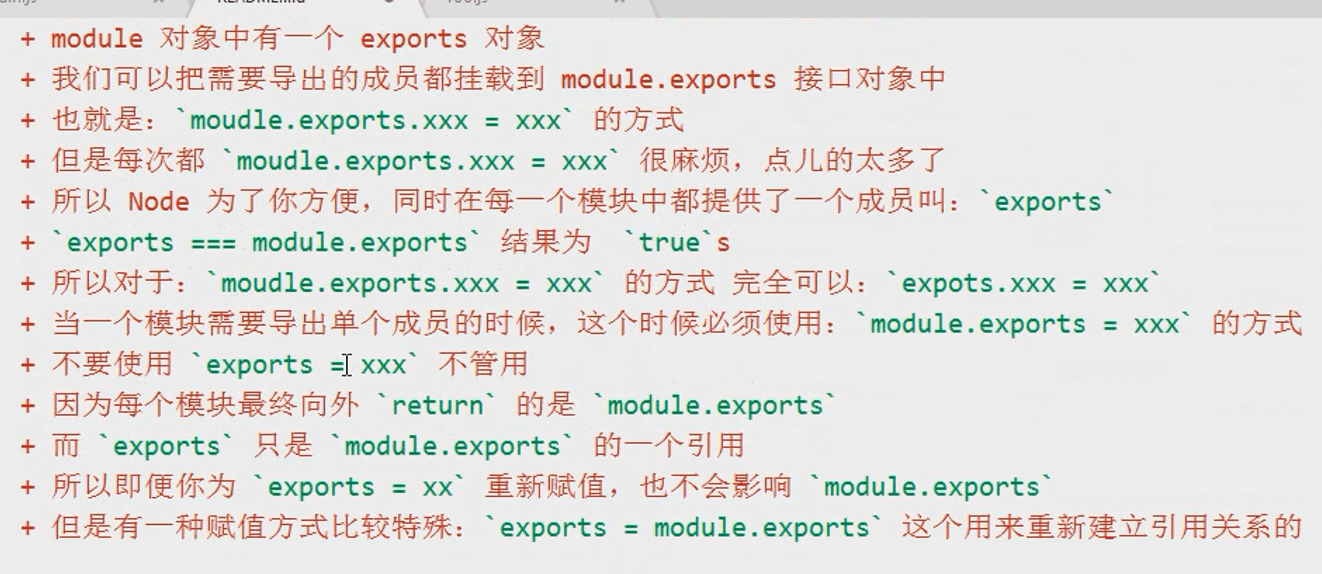 + module 对象中有一个 exports 对象
+ 我们可以把需要导出的成员都挂载到 module.exports 接口对象中
+ 也就是：`moudle.exports.xxx = xxx` 的方式
+ 但是每次都 `moudle.exports.xxx = xxx` 很麻烦，点儿的太多了
+ 所以 Node 为了你方便，同时在每一个模块中都提供了一个成员叫：`exports`
+ `exports === module.exports` 结果为  `true`s
+ 所以对于：`moudle.exports.xxx = xxx` 的方式 完全可以：`expots.xxx = xxx`
+ 当一个模块需要导出单个成员的时候，这个时候必须使用：`module.exports = xxx` 的方式
+ 不要使用 `exports = xxx` 不管用
+ 因为每个模块最终向外 `return` 的是 `module.exports`
+ 而 `exports` 只是 `module.exports` 的一个引用
+ 所以即便你为 `exports = xx` 重新赋值，也不会影响 `module.exports`
+ 但是有一种赋值方式比较特殊：`exports = module.exports` 这个用来重新建立引用关系的